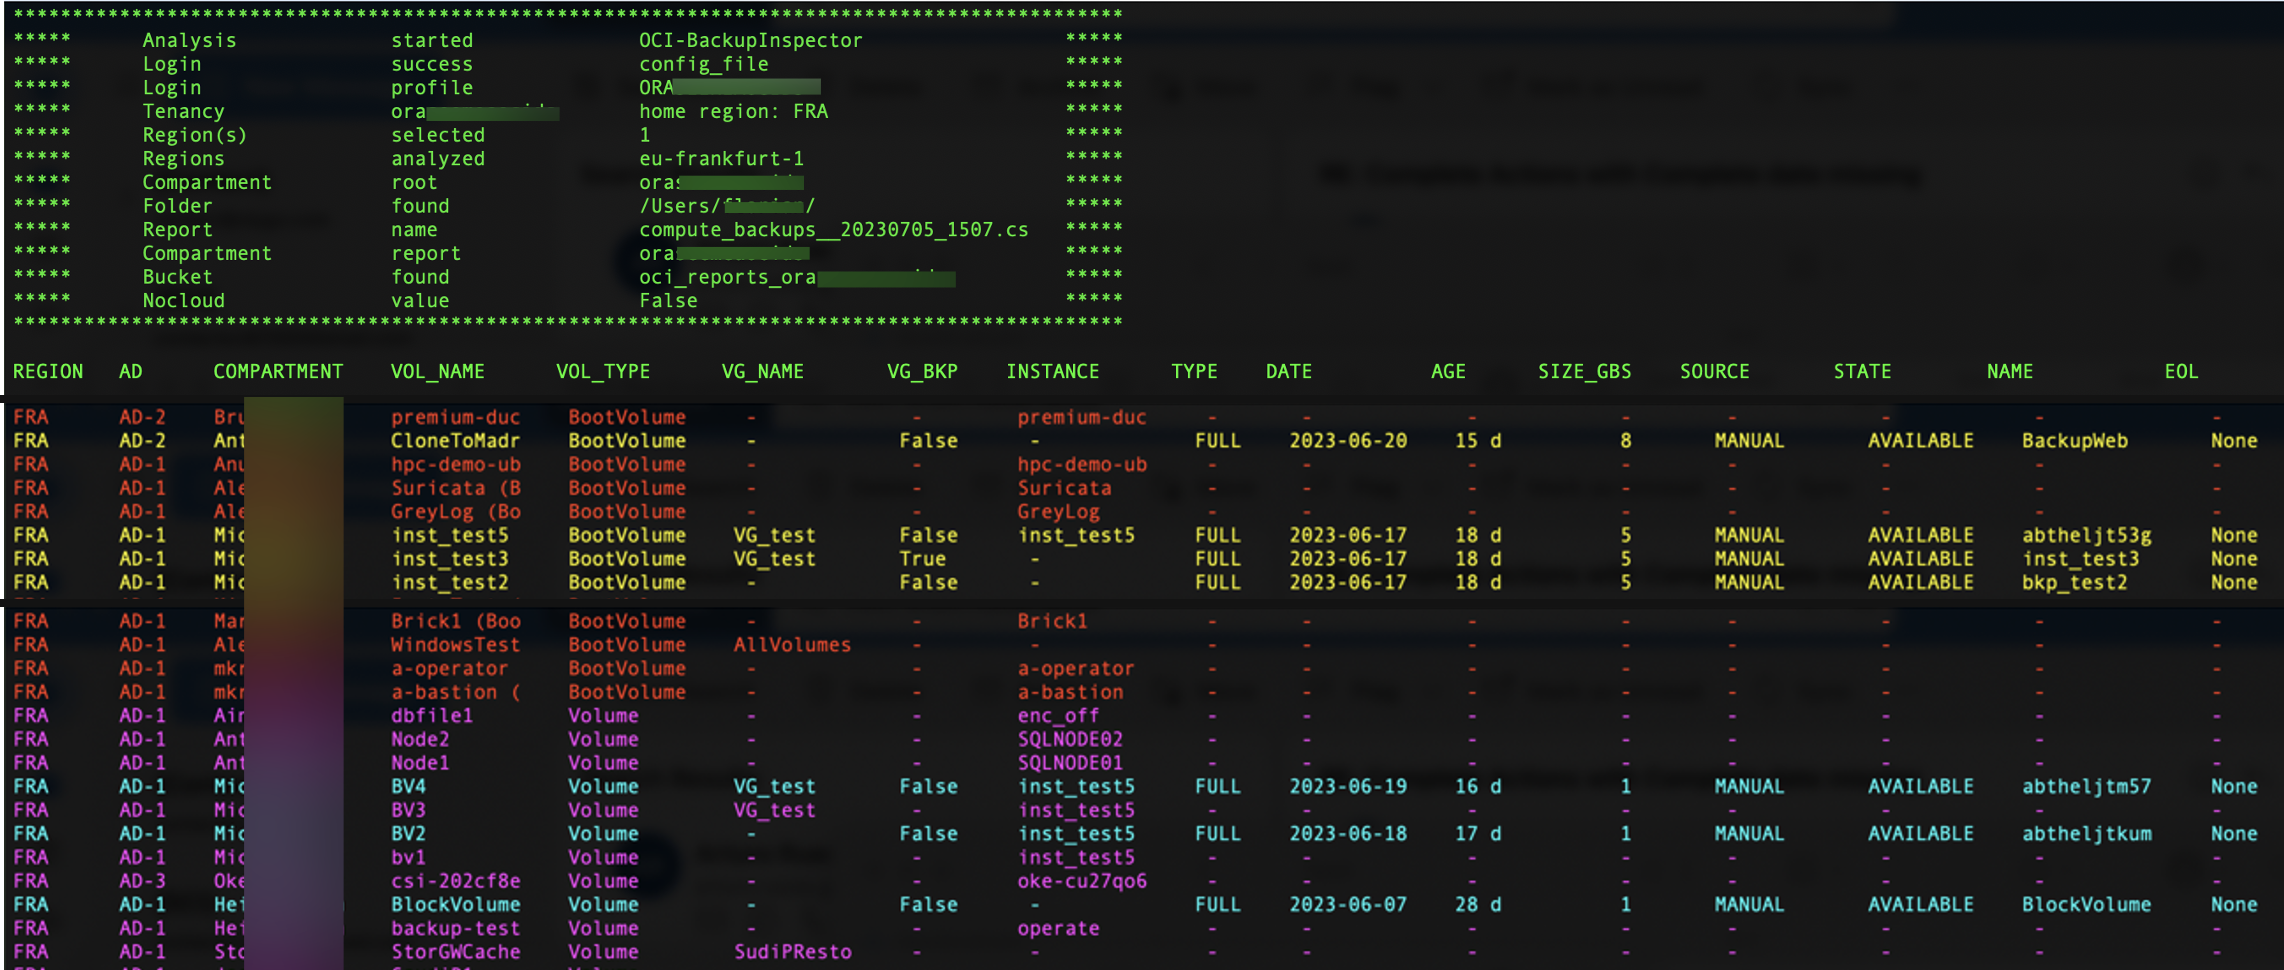 ***********************************************************************************************
***** Analysis started OCI-BackupInspector *****
***** Login success config_file *****
***** Login profile ORA *****
***** Tenancy ora home region: FRA *****
***** Region(s) selected 1 *****
***** Regions analyzed eu-frankfurt-1 *****
***** Compartment root oras *****
***** Folder found /Users/ / *****
***** Report name compute_backups__20230705_1507.cs *****
***** Compartment report ora *****
***** Bucket found oci_reports_ora *****
***** Nocloud value False *****
***********************************************************************************************
REGION AD COMPARTMENT VOL_NAME VOL_TYPE VG_NAME VG_BKP INSTANCE TYPE DATE AGE SIZE_GBS SOURCE STATE NAME EOL
FRA AD-2 Bru premium-duc BootVolume - - premium-duc - - - - - - - -
FRA AD-2 Ant CloneToMadr BootVolume - False - FULL 2023-06-20 15 d 8 MANUAL AVAILABLE BackupWeb None
FRA AD-1 Anu hpc-demo-ub BootVolume - - hpc-demo-ub - - - - - - - -
FRA AD-1 Ale Suricata (B BootVolume - - Suricata - - - - - - - -
FRA AD-1 Ale GreyLog (Bo BootVolume - - GreyLog - - - - - - - -
FRA AD-1 Mic inst_test5 BootVolume VG_test False inst_test5 FULL 2023-06-17 18 d 5 MANUAL AVAILABLE abtheljt53g None
FRA AD-1 Mic inst_test3 BootVolume VG_test True - FULL 2023-06-17 18 d 5 MANUAL AVAILABLE inst_test3 None
FRA AD-1 Mic inst_test2 BootVolume - False - FULL 2023-06-17 18 d 5 MANUAL AVAILABLE bkp_test2 None
FRA AD-1 Mar Brick1 (Boo BootVolume - - Brick1 - - - - - - - -
FRA AD-1 Ale WindowsTest BootVolume AllVolumes - - - - - - - - - -
FRA AD-1 mkr a-operator BootVolume - - a-operator - - - - - - - -
FRA AD-1 mkr a-bastion ( BootVolume - - a-bastion - - - - - - - -
FRA AD-1 Air dbfile1 Volume - - enc_off - - - - - - - -
FRA AD-1 Ant Node2 Volume - - SQLNODE02 - - - - - - - -
FRA AD-1 Ant Node1 Volume - - SQLNODE01 - - - - - - - -
FRA AD-1 Mic BV4 Volume VG_test False inst_test5 FULL 2023-06-19 16 d 1 MANUAL AVAILABLE abtheljtm57 None
FRA AD-1 Mic BV3 Volume VG_test - inst_test5 - - - - - - - -
FRA AD-1 Mic BV2 Volume - False inst_test5 FULL 2023-06-18 17 d 1 MANUAL AVAILABLE abtheljtkum None
FRA AD-1 Mic bv1 Volume - - inst_test5 - - - - - - - -
FRA AD-3 Oke csi-202cf8e Volume - - oke-cu27qo6 - - - - - - - -
FRA AD-1 Hei BlockVolume Volume - False - FULL 2023-06-07 28 d 1 MANUAL AVAILABLE BlockVolume None
FRA AD-1 Hei backup-test Volume - - operate - - - - - - - -
FRA AD-1 Sto StorGWCache Volume SudiPResto - - - - - - - - - -